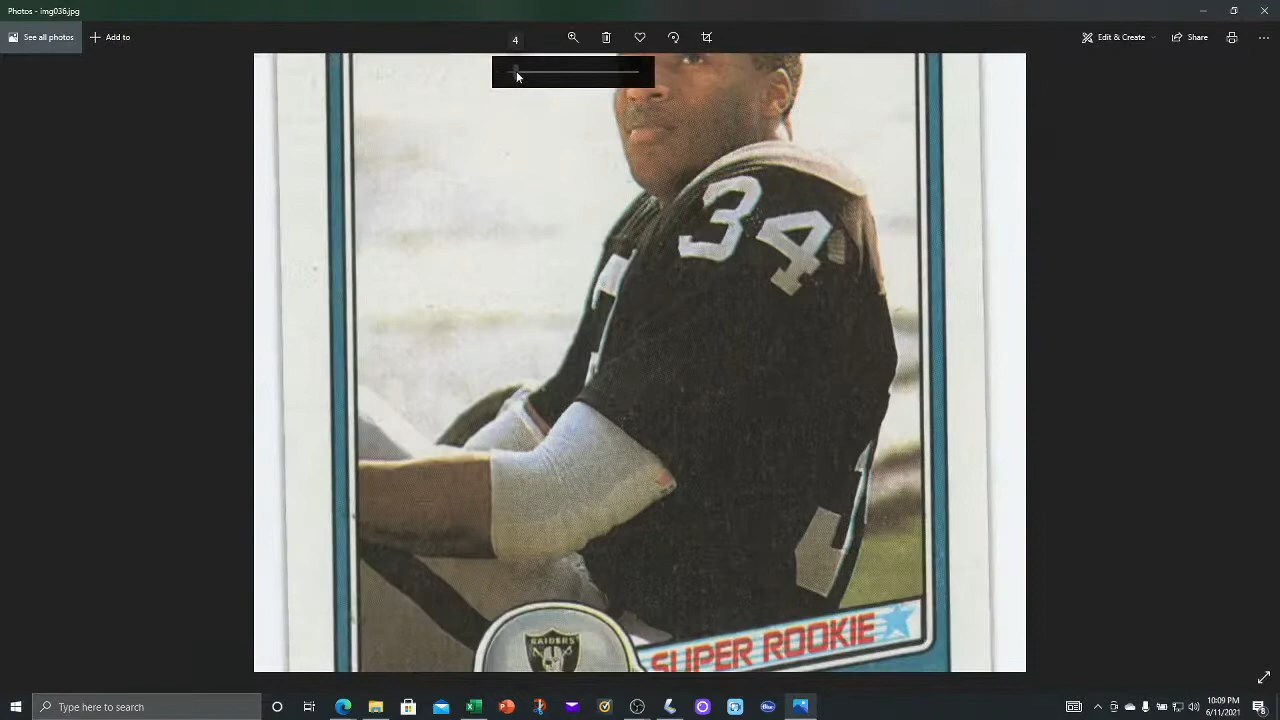 Photos - img036.jpg
See all photos
Add to
4
Edit & Create
Share
34
RAIDERS
SUPER ROOKIE
Type here to search
10:09 PM
6/11/2021